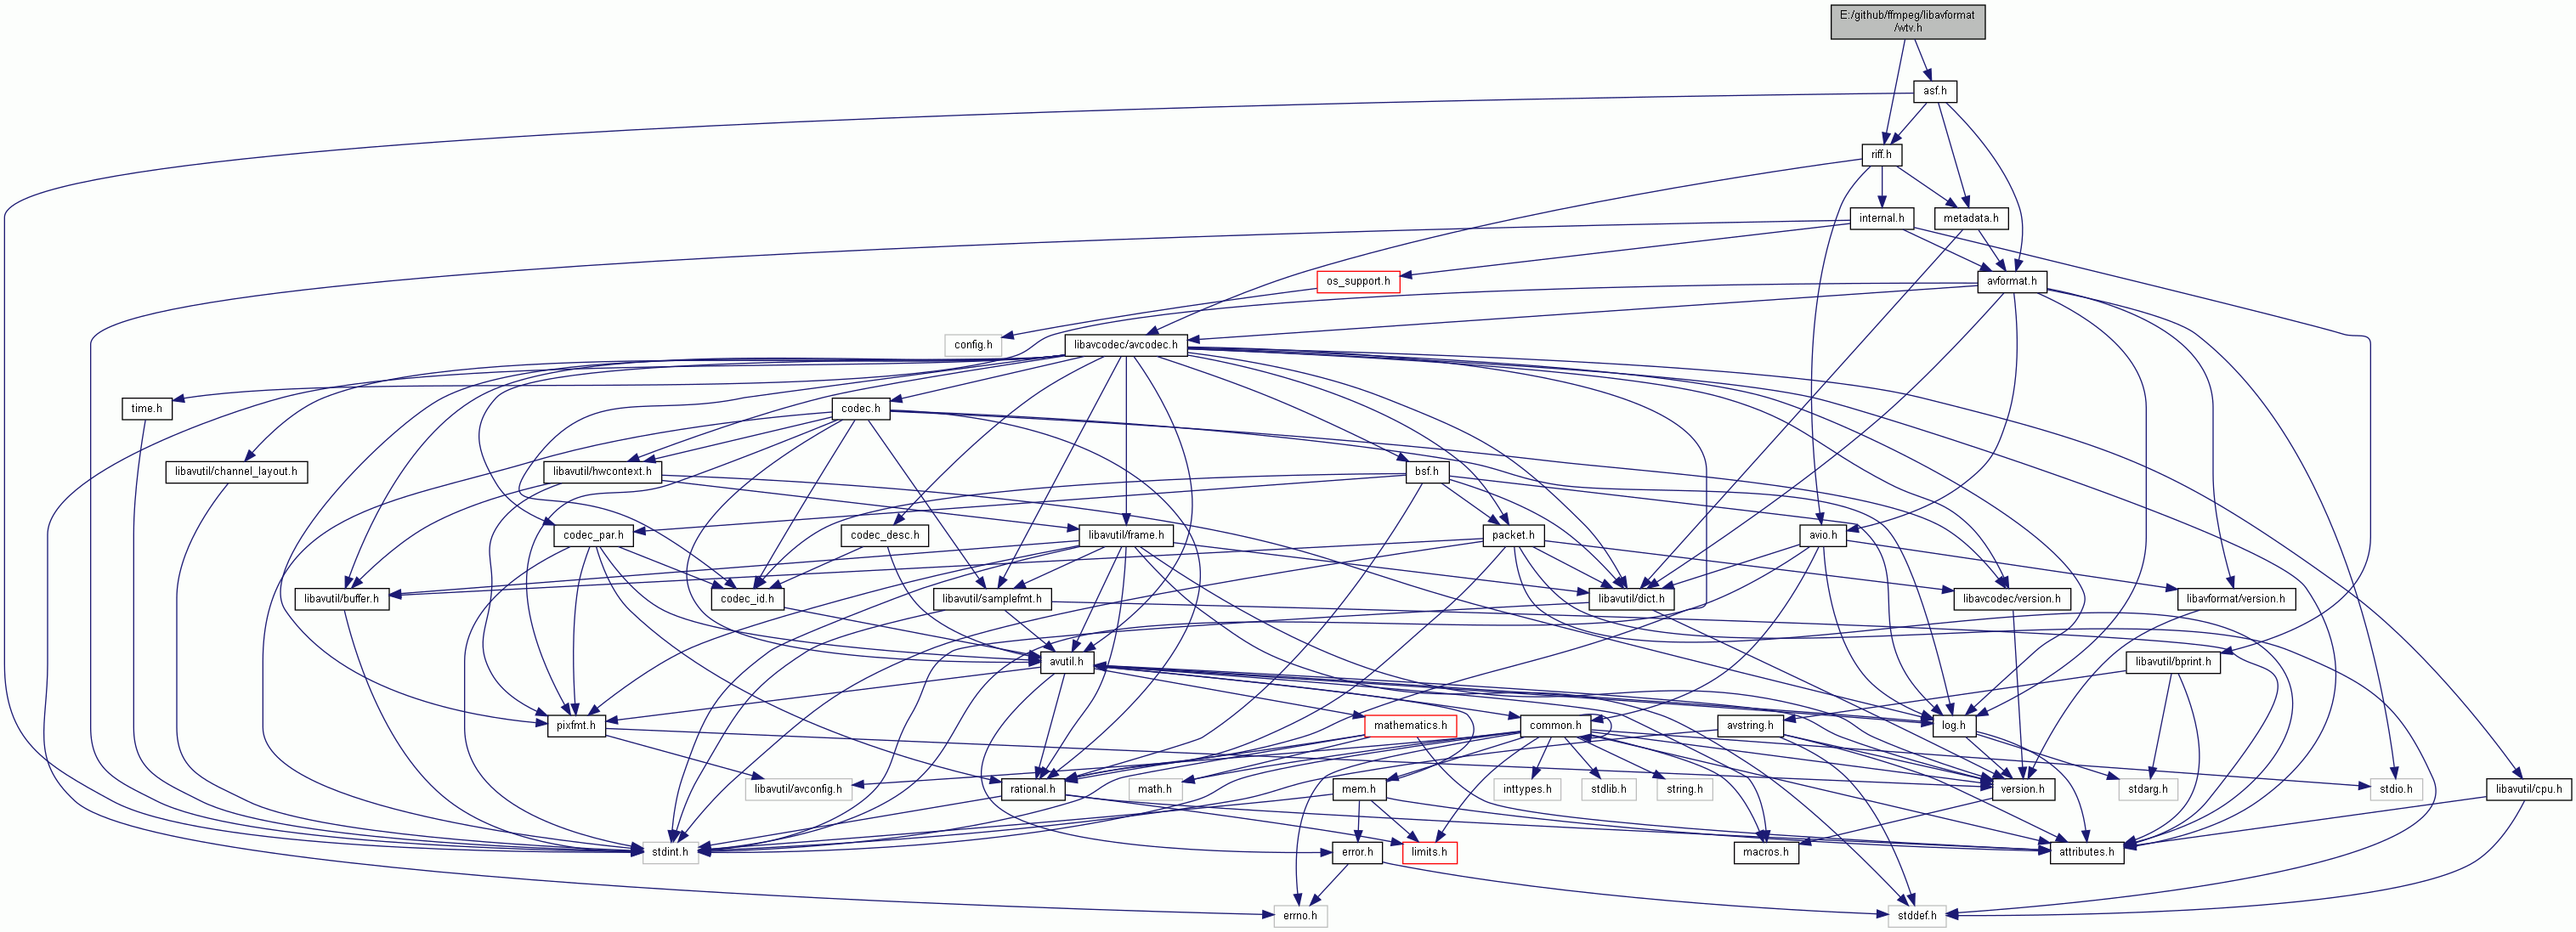 E:/github/ffmpeg/libavformat
/wtv.h
asf.h
riff.h
internal.h
metadata.h
os_support.h
avformat.h
config.h
libavcodec/avcodec.h
time.h
codec.h
libavutil/channel_layout.h
libavutil/hwcontext.h
bsf.h
codec_par.h
codec_desc.h
libavutil/frame.h
packet.h
avio.h
libavutil/buffer.h
codec_id.h
libavutil/samplefmt.h
libavutil/dict.h
libavcodec/version.h
libavformat/version.h
avutil.h
libavutil/bprint.h
pixfmt.h
mathematics.h
common.h
avstring.h
log.h
libavutil/avconfig.h
rational.h
math.h
mem.h
inttypes.h
stdlib.h
string.h
version.h
stdarg.h
stdio.h
libavutil/cpu.h
stdint.h
error.h
limits.h
macros.h
attributes.h
errno.h
stddef.h